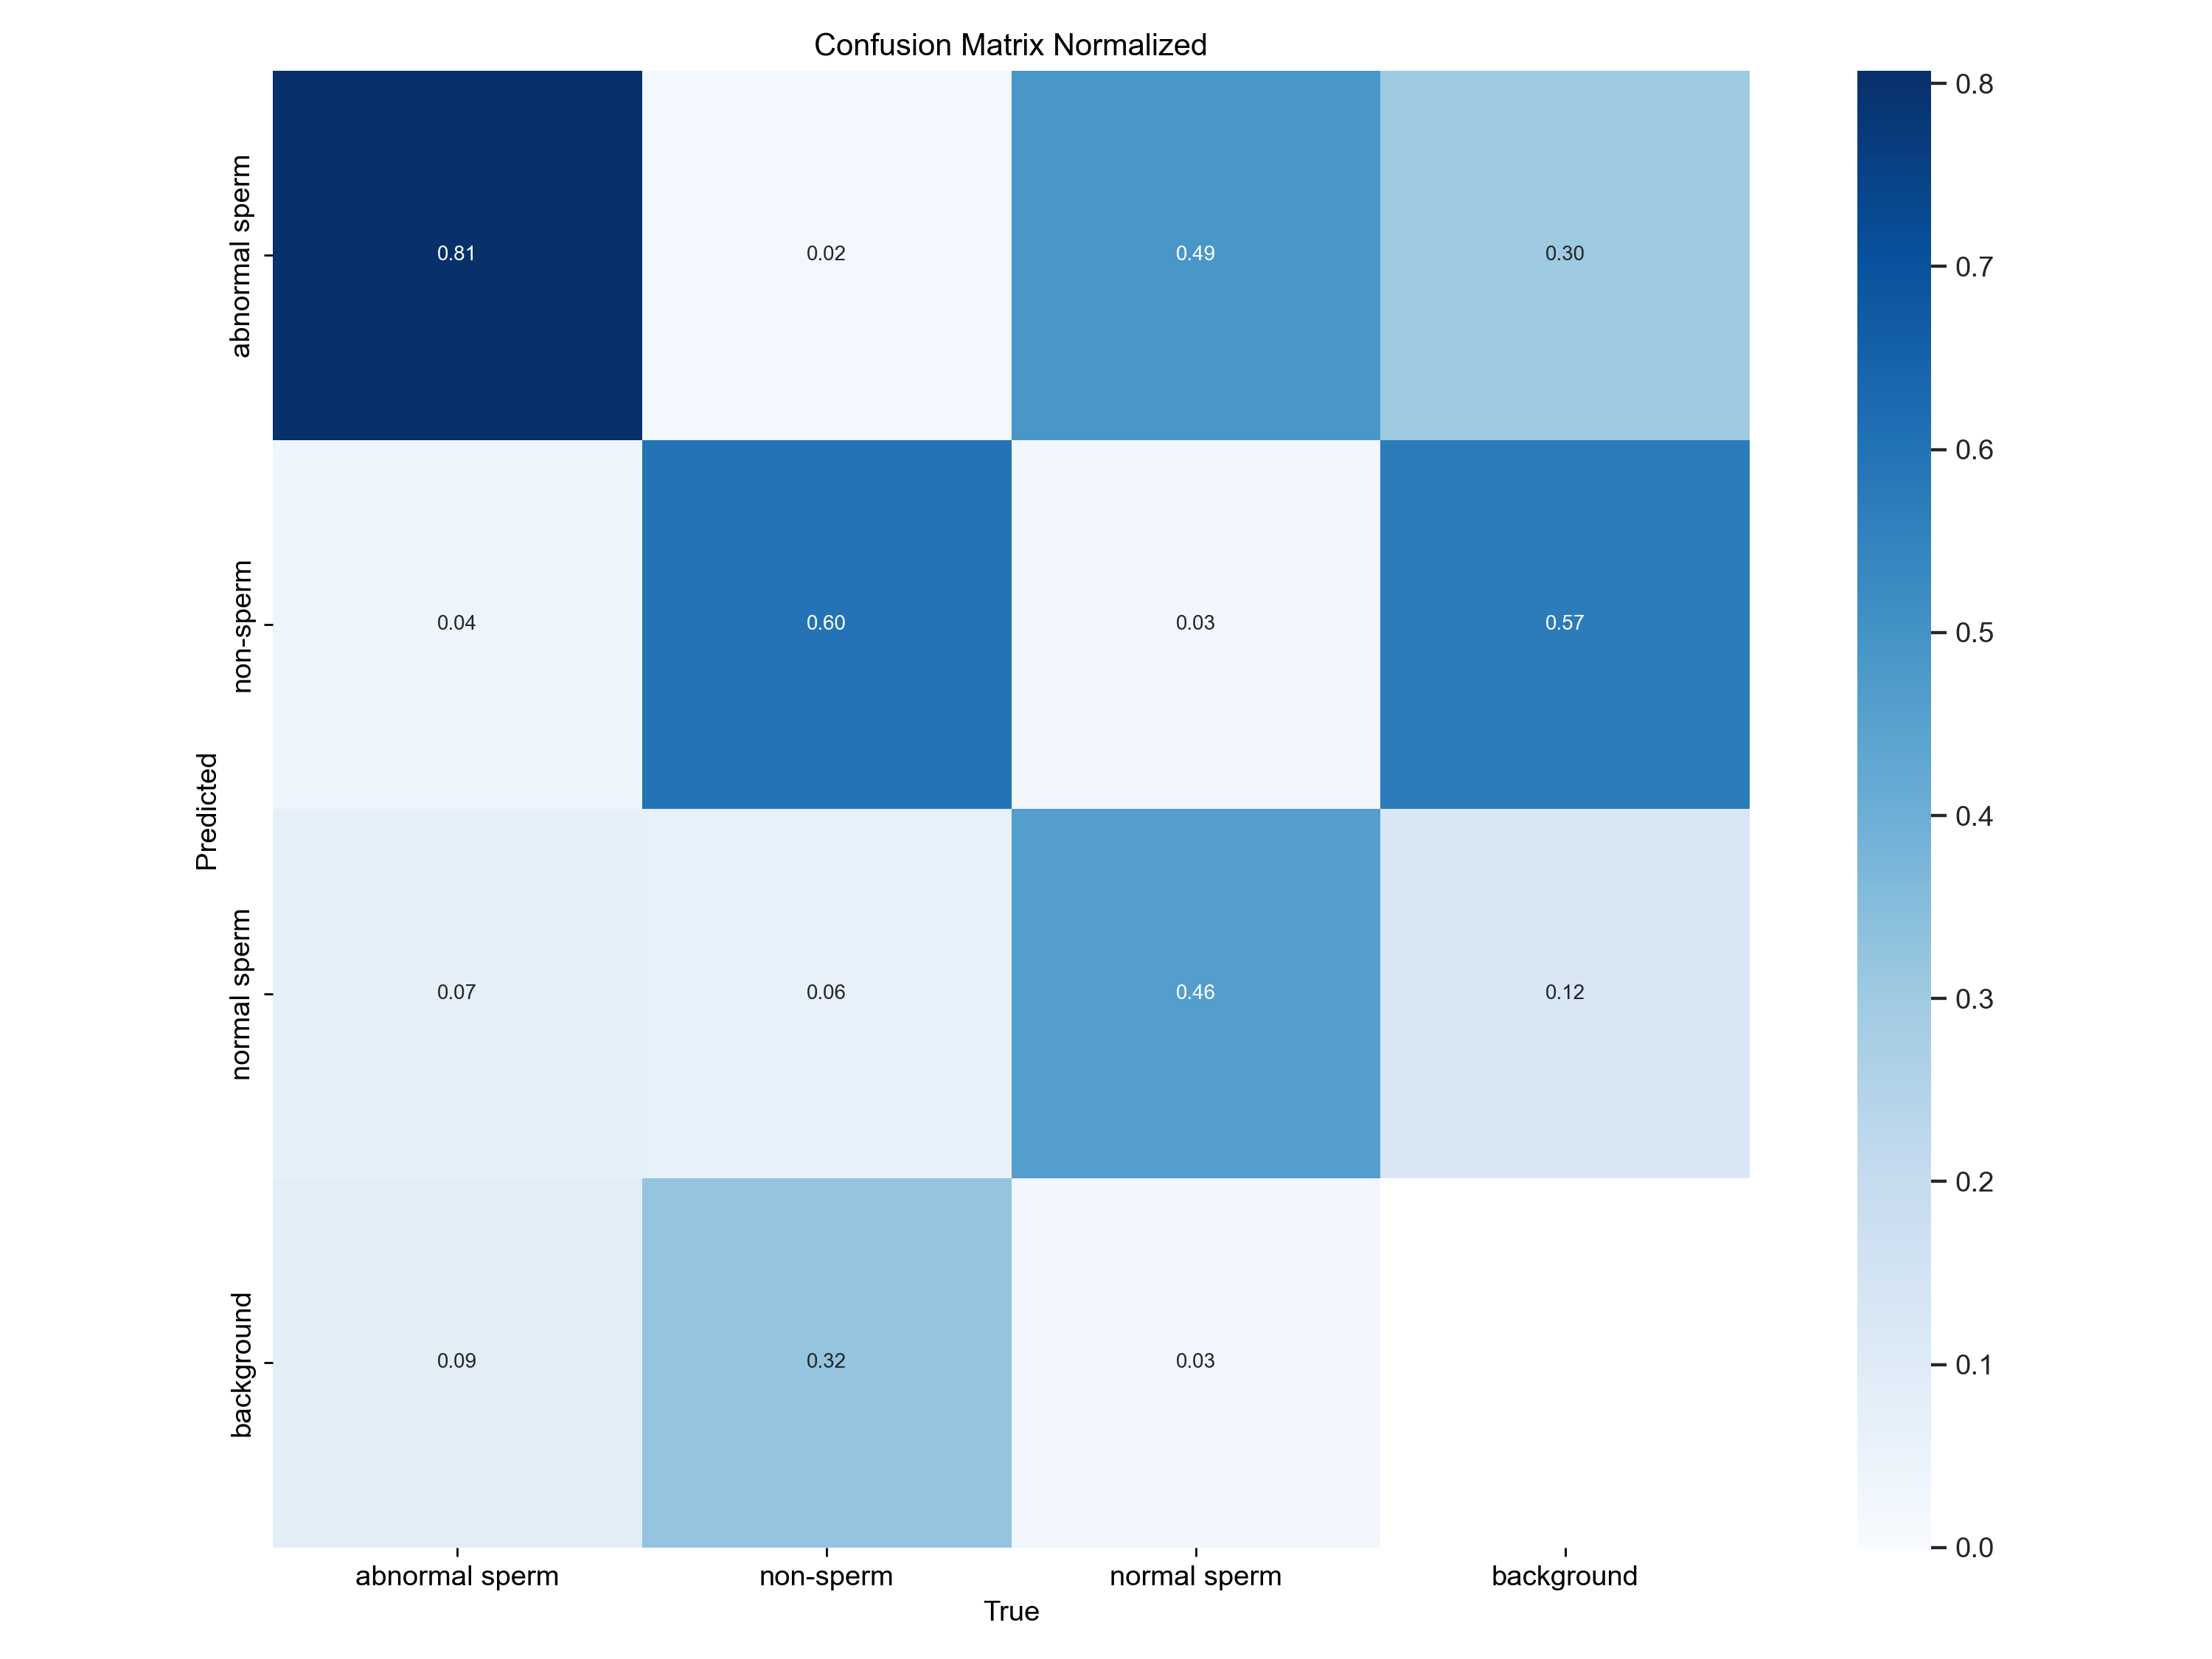 Confusion Matrix Normalized
abnormal sperm
0.81
0.02
0.49
0.30
non-sperm
0.04
0.60
0.03
0.57
normal sperm
0.07
0.06
0.46
0.12
background
0.09
0.32
0.03
Predicted
abnormal sperm
non-sperm
normal sperm
background
True
0.8
0.7
0.6
0.5
0.4
0.3
0.2
0.1
0.0